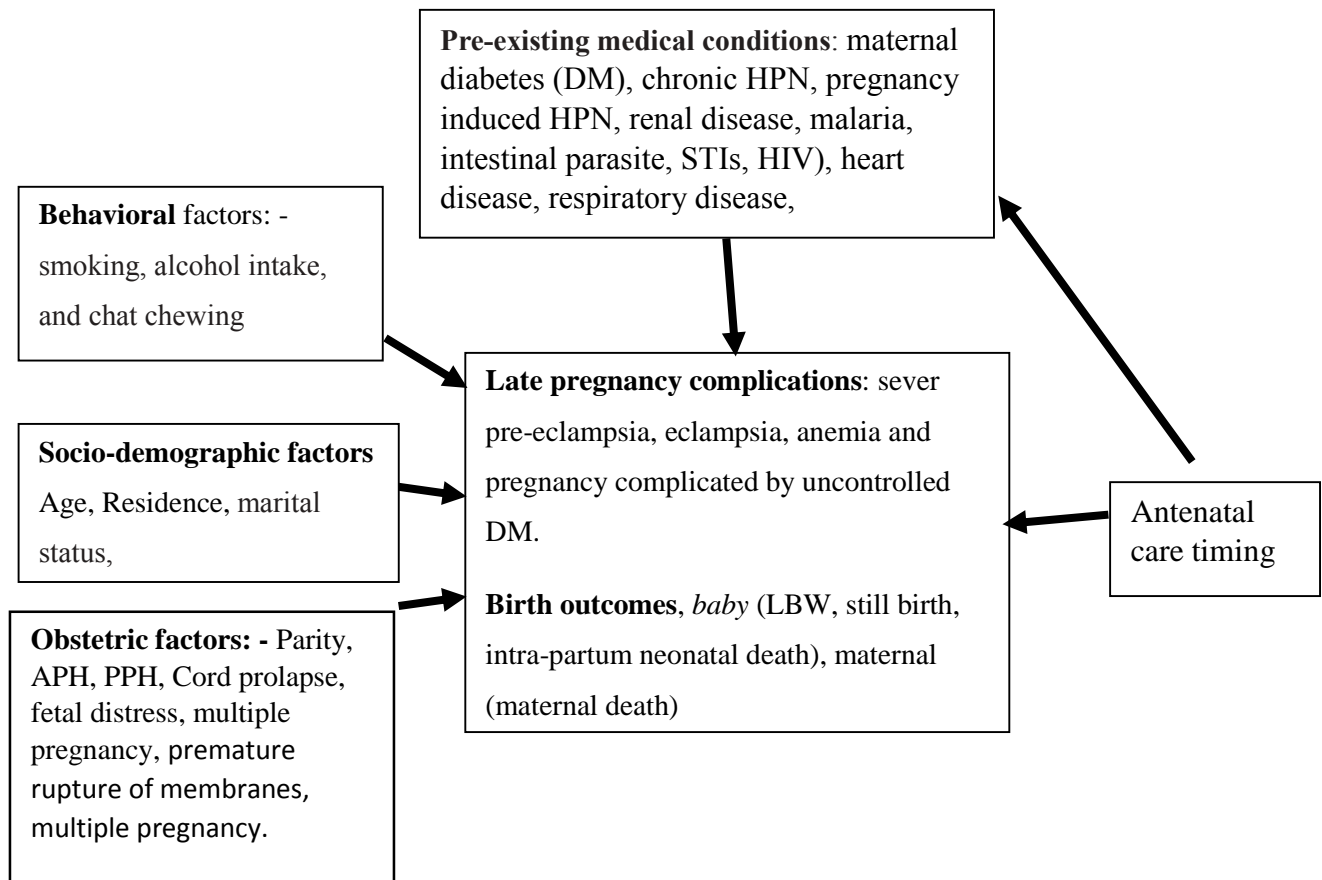 Pre-existing medical conditions: maternal
diabetes (DM), chronic HPN, pregnancy
induced HPN, renal disease, malaria,
intestinal parasite, STIs, HIV), heart
disease, respiratory disease,
Behavioral factors: -
smoking, alcohol intake,
and chat chewing
Socio-demographic factors
Age, Residence, marital
status,
Obstetric factors: - Parity,
APH, PPH, Cord prolapse,
fetal distress, multiple
pregnancy, premature
rupture of membranes,
multiple pregnancy.
Late pregnancy complications: sever
pre-eclampsia, eclampsia, anemia and
pregnancy complicated by uncontrolled
DM.
Birth outcomes, baby (LBW, still birth,
intra-partum neonatal death), maternal
(maternal death)
Antenatal
care timing